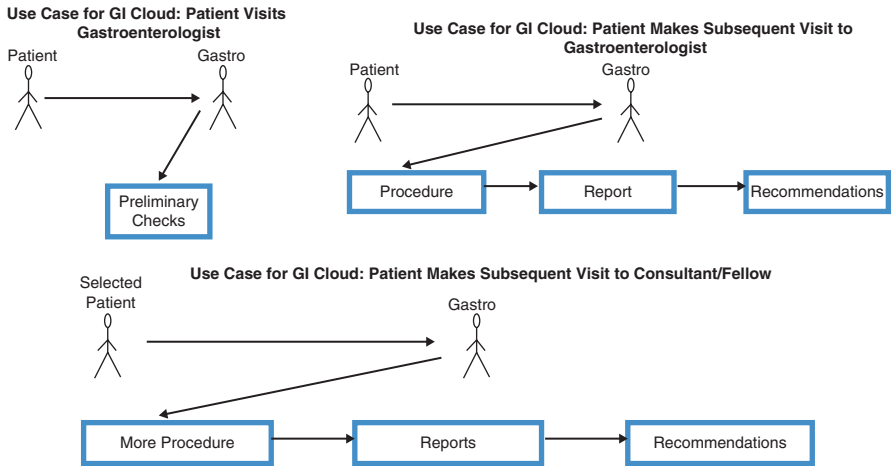 Use Case for GI Cloud: Patient Visits
Gastroenterologist
Patient
Gastro
Preliminary
Checks
Use Case for GI Cloud: Patient Makes Subsequent Visit to
Gastroenterologist
Patient
Gastro
Procedure
Report
Recommendations
Use Case for GI Cloud: Patient Makes Subsequent Visit to Consultant/Fellow
Selected
Patient
Gastro
More Procedure
Reports
Recommendations